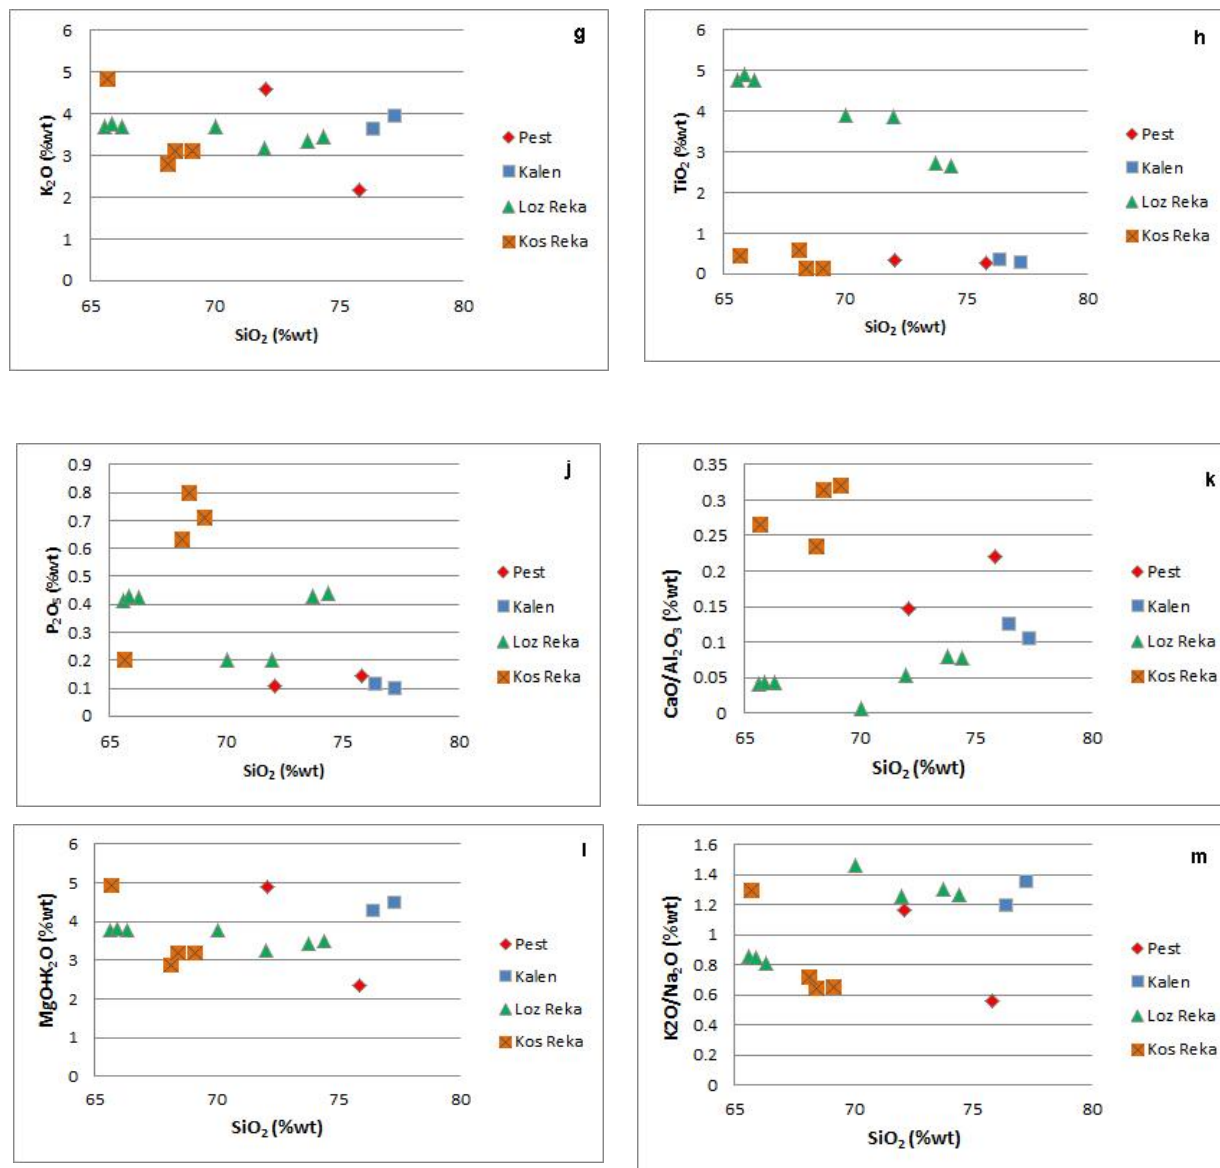 g
6
5
4
3
2
1
0
K₂O (%wt)
65
70
75
80
SiO₂ (%wt)
Pest
Kalen
Loz Reka
Kos Reka
h
6
5
4
3
2
1
0
TiO₂ (%wt)
65
70
75
80
SiO₂ (%wt)
Pest
Kalen
Loz Reka
Kos Reka
j
0.9
0.8
0.7
0.6
0.5
0.4
0.3
0.2
0.1
0
P₂O₅ (%wt)
65
70
75
80
SiO₂ (%wt)
Pest
Kalen
Loz Reka
Kos Reka
k
0.35
0.3
0.25
0.2
0.15
0.1
0.05
0
CaO/Al₂O₃ (%wt)
65
70
75
80
SiO₂ (%wt)
Pest
Kalen
Loz Reka
Kos Reka
l
6
5
4
3
2
1
0
MgO+K₂O (%wt)
65
70
75
80
SiO₂ (%wt)
Pest
Kalen
Loz Reka
Kos Reka
m
1.6
1.4
1.2
1
0.8
0.6
0.4
0.2
0
K2O/Na₂O (%wt)
65
70
75
80
SiO₂ (%wt)
Pest
Kalen
Loz Reka
Kos Reka